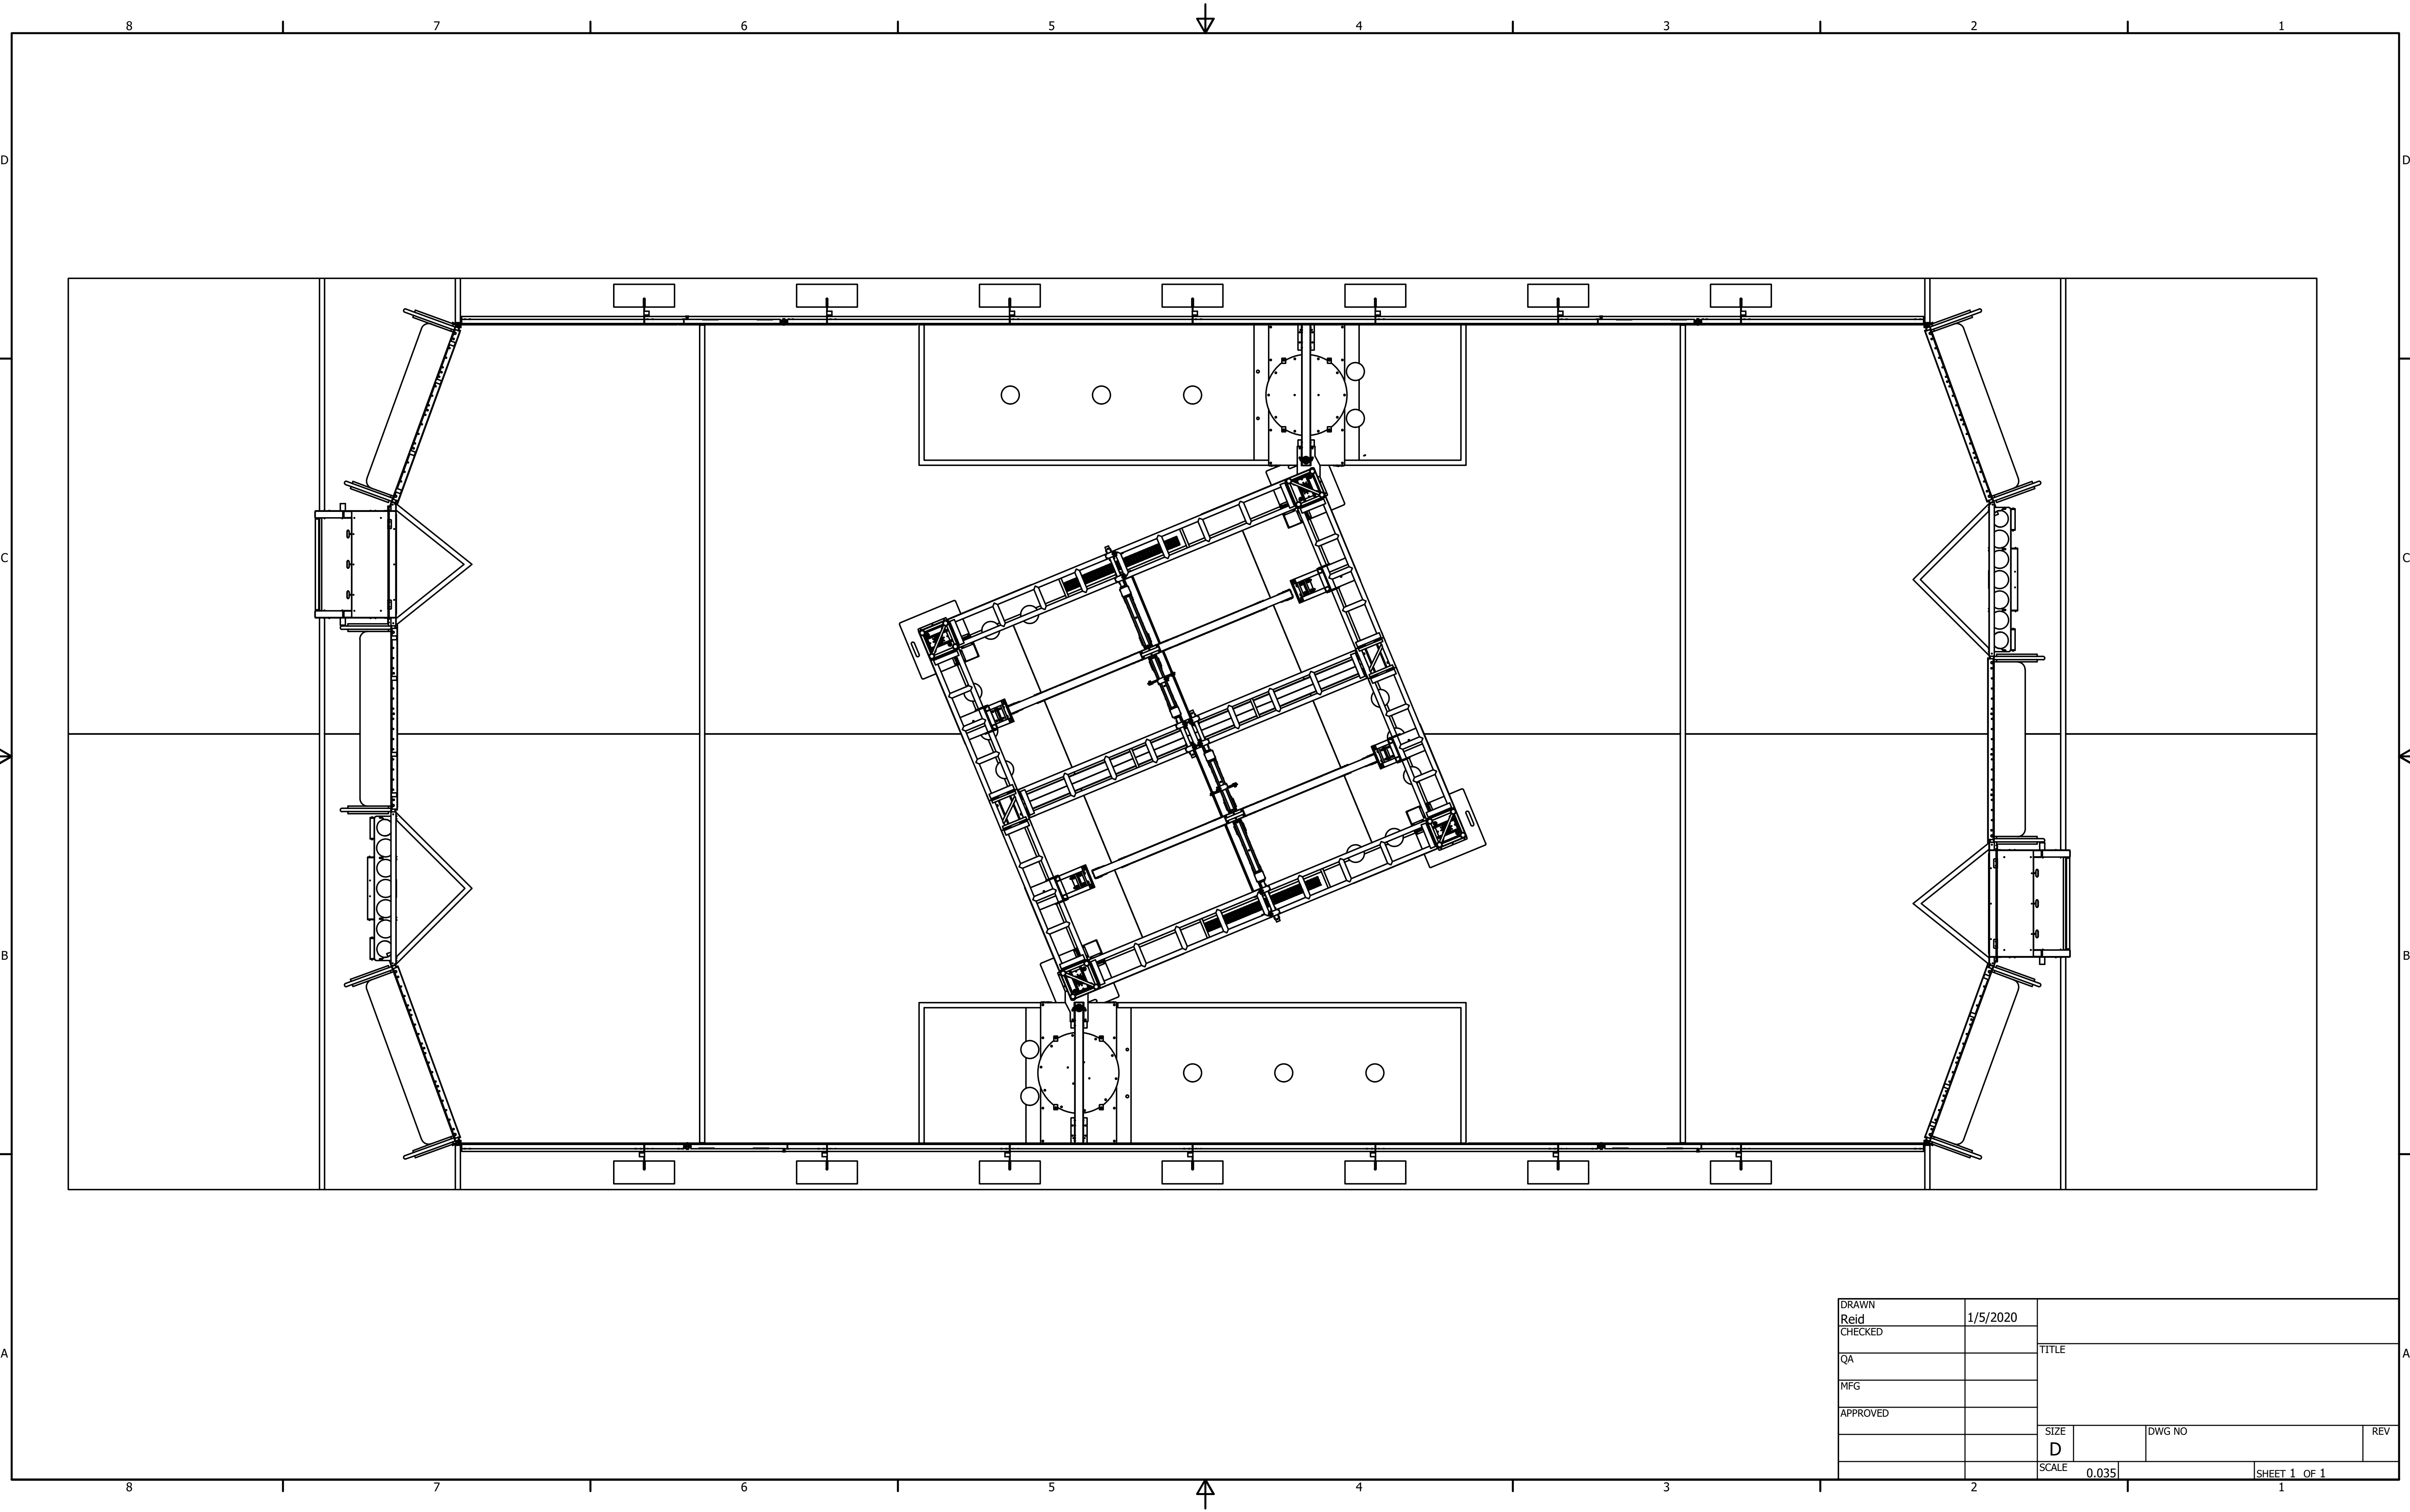 8 7 6 5 4 3 2 1
D D
C C
B B
A A
DRAWN
Reid 1/5/2020
CHECKED
TITLE
QA
MFG
APPROVED
SIZE DWG NO REV
D
SCALE 0.035 SHEET 1 OF 1
8 7 6 5 4 3 2 1